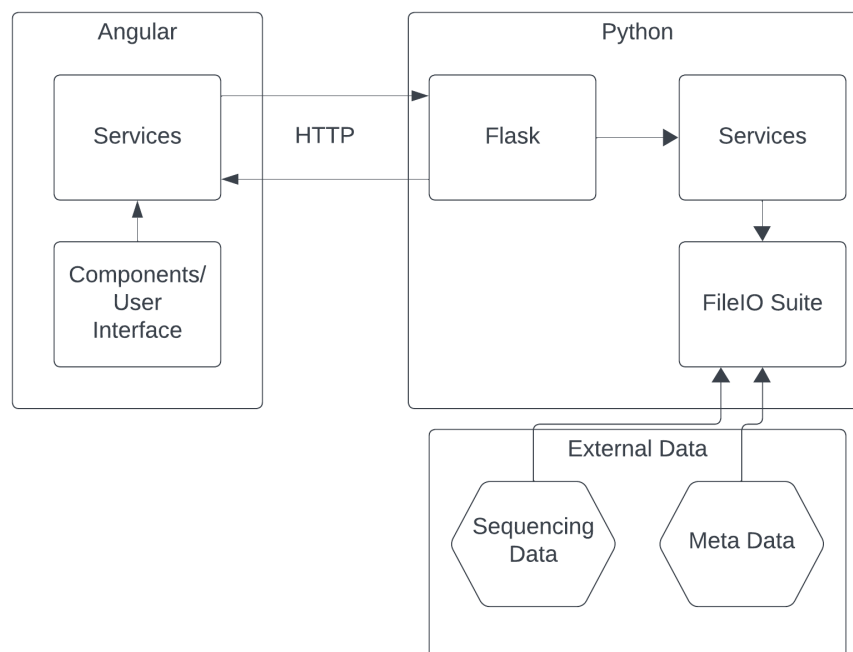 Angular
Python
Services
HTTP
Flask
Services
Components/
User
Interface
FileIO Suite
External Data
Sequencing
Data
Meta Data